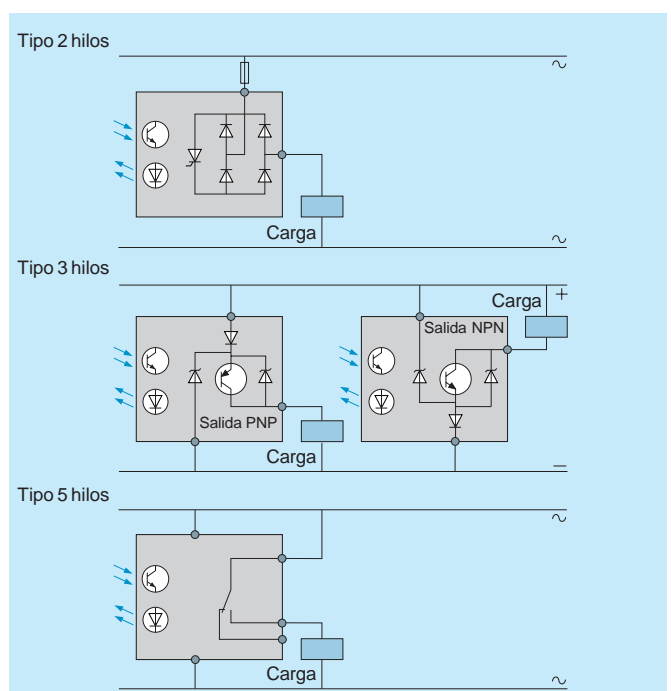 Tipo 2 hilos
Carga
Tipo 3 hilos
Carga
+
Salida NPN
Salida PNP
Carga
–
Tipo 5 hilos
Carga